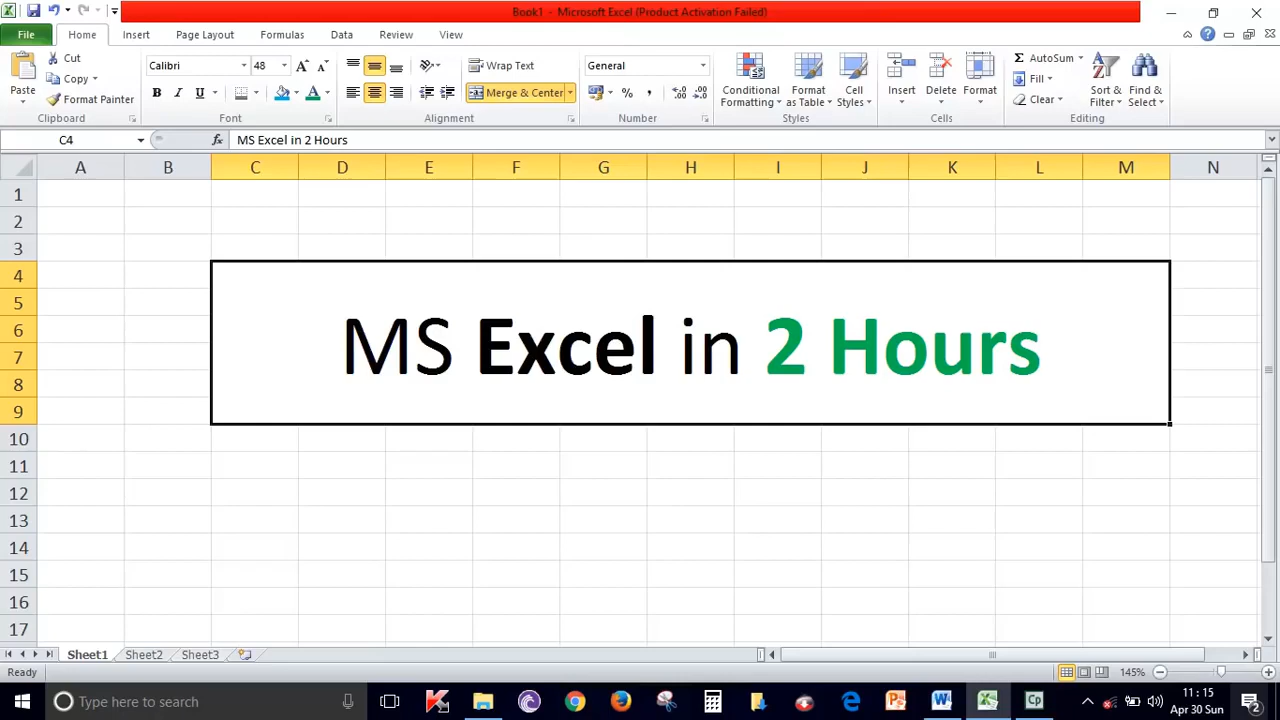 Book1 - Microsoft Excel (Product Activation Failed)
File Home Insert Page Layout Formulas Data Review View
Paste
Cut
Copy
Format Painter
Clipboard
Calibri 48
B I U
Font
Wrap Text
Merge & Center
Alignment
General
Number
Conditional Formatting
Format as Table
Cell Styles
Styles
Insert
Delete
Format
Cells
AutoSum
Fill
Clear
Sort & Filter
Find & Select
Editing
C4 fx MS Excel in 2 Hours
A B C D E F G H I J K L M N
1
2
3
4
5
6
7
8
9
10
11
12
13
14
15
16
17
MS Excel in 2 Hours
Sheet1 Sheet2 Sheet3
Ready 145%
Type here to search
11 : 15
Apr 30 Sun
2